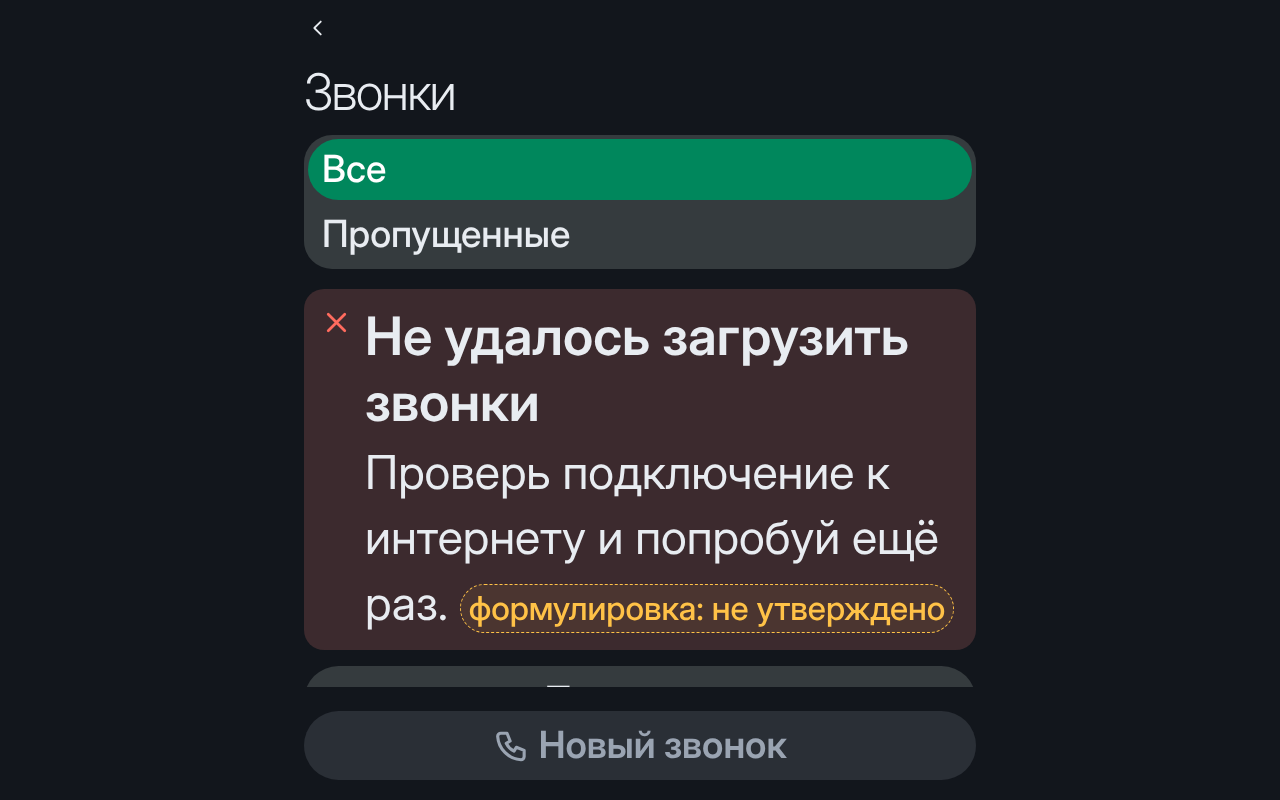 Звонки
Все
Пропущенные
Не удалось загрузить
звонки
Проверь подключение к
интернету и попробуй ещё
раз. формулировка: не утверждено
Новый звонок